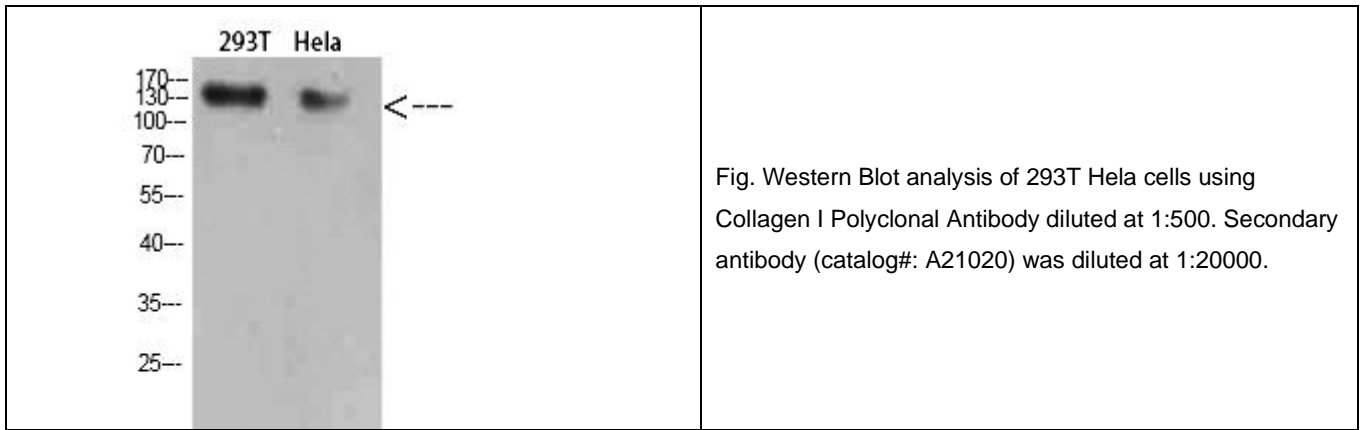 293T Hela
170--
130--
100--
<---
70--
55--
40--
35--
25--
Fig. Western Blot analysis of 293T Hela cells using
Collagen I Polyclonal Antibody diluted at 1:500. Secondary
antibody (catalog#: A21020) was diluted at 1:20000.